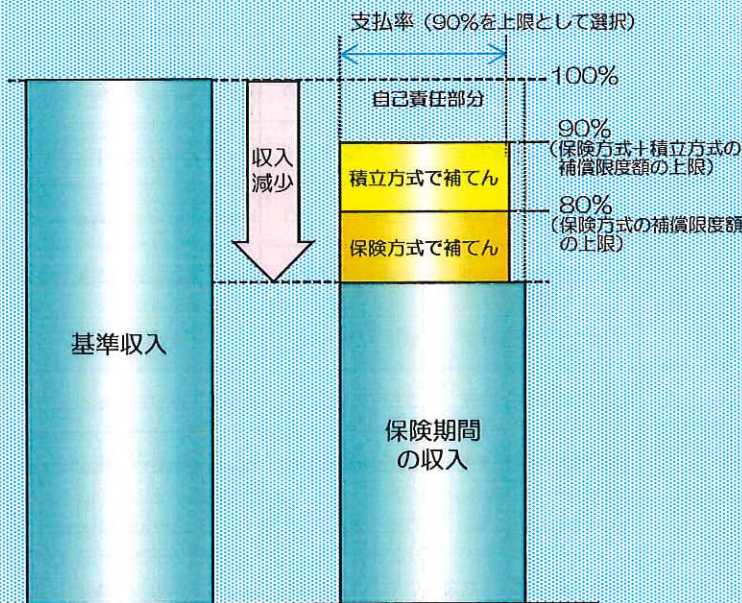 支払率（90%を上限として選択）
100%
自己責任部分
90%
（保険方式＋積立方式の
補償限度額の上限）
収入
減少
積立方式で補てん
80%
（保険方式の補償限度額
の上限）
保険方式で補てん
基準収入
保険期間
の収入